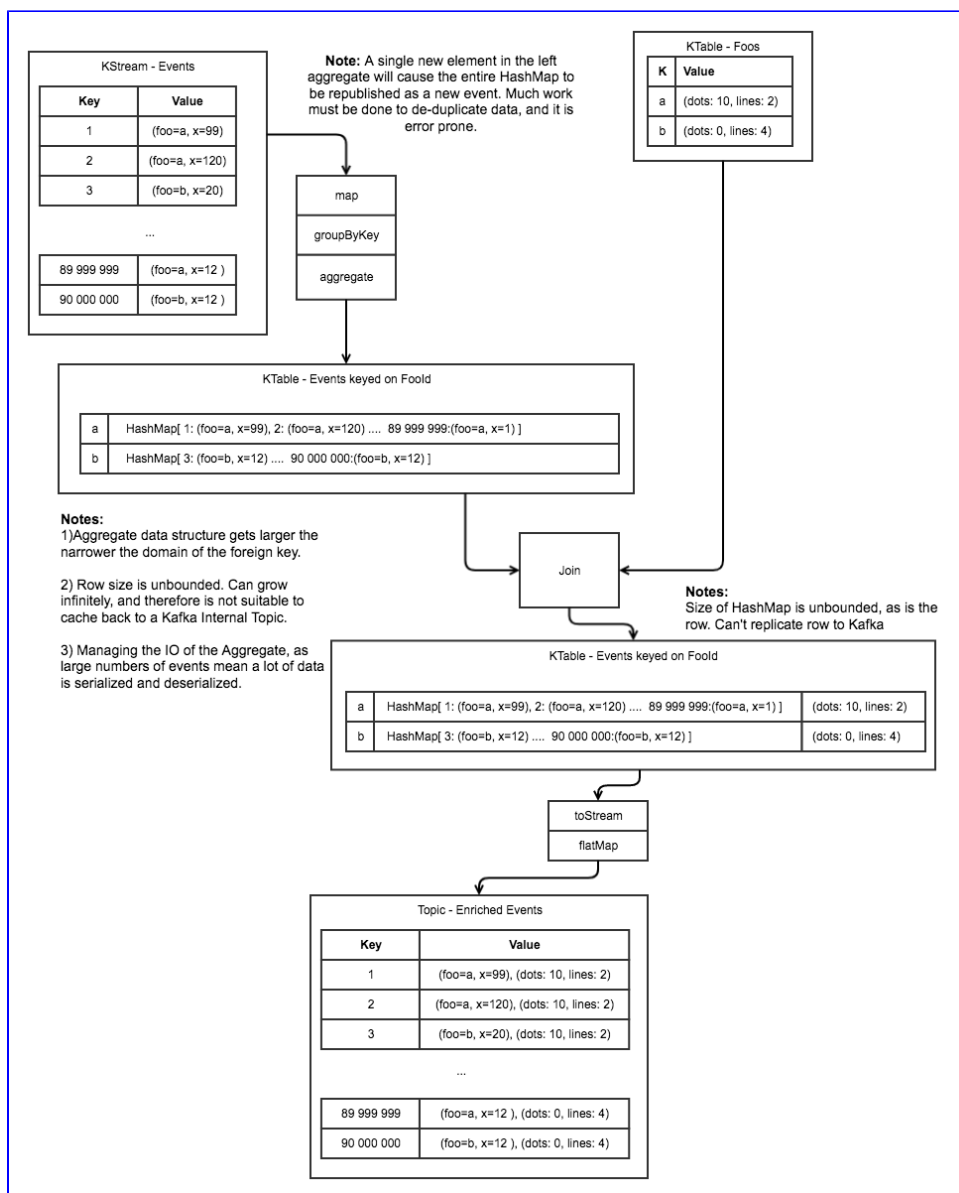 KStream - Events
Key Value
1 (foo=a, x=99)
2 (foo=a, x=120)
3 (foo=b, x=20)
...
89 999 999 (foo=a, x=12 )
90 000 000 (foo=b, x=12 )
Note: A single new element in the left
aggregate will cause the entire HashMap to
be republished as a new event. Much work
must be done to de-duplicate data, and it is
error prone.
KTable - Foos
K Value
a (dots: 10, lines: 2)
b (dots: 0, lines: 4)
map
groupByKey
aggregate
KTable - Events keyed on FooId
a HashMap[ 1: (foo=a, x=99), 2: (foo=a, x=120) .... 89 999 999:(foo=a, x=1) ]
b HashMap[ 3: (foo=b, x=12) .... 90 000 000:(foo=b, x=12) ]
Notes:
1)Aggregate data structure gets larger the
narrower the domain of the foreign key.
2) Row size is unbounded. Can grow
infinitely, and therefore is not suitable to
cache back to a Kafka Internal Topic.
3) Managing the IO of the Aggregate, as
large numbers of events mean a lot of data
is serialized and deserialized.
Join
Notes:
Size of HashMap is unbounded, as is the
row. Can't replicate row to Kafka
KTable - Events keyed on FooId
a HashMap[ 1: (foo=a, x=99), 2: (foo=a, x=120) .... 89 999 999:(foo=a, x=1) ] (dots: 10, lines: 2)
b HashMap[ 3: (foo=b, x=12) .... 90 000 000:(foo=b, x=12) ] (dots: 0, lines: 4)
toStream
flatMap
Topic - Enriched Events
Key Value
1 (foo=a, x=99), (dots: 10, lines: 2)
2 (foo=a, x=120), (dots: 10, lines: 2)
3 (foo=b, x=20), (dots: 10, lines: 2)
...
89 999 999 (foo=a, x=12 ), (dots: 0, lines: 4)
90 000 000 (foo=b, x=12 ), (dots: 0, lines: 4)